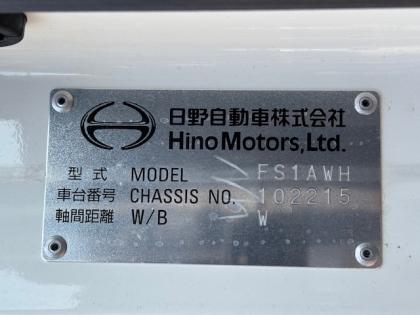 日野自動車株式会社
Hino Motors, Ltd.
型式 MODEL FS1AWH
車台番号 CHASSIS NO. 102215
軸間距離 W/B W